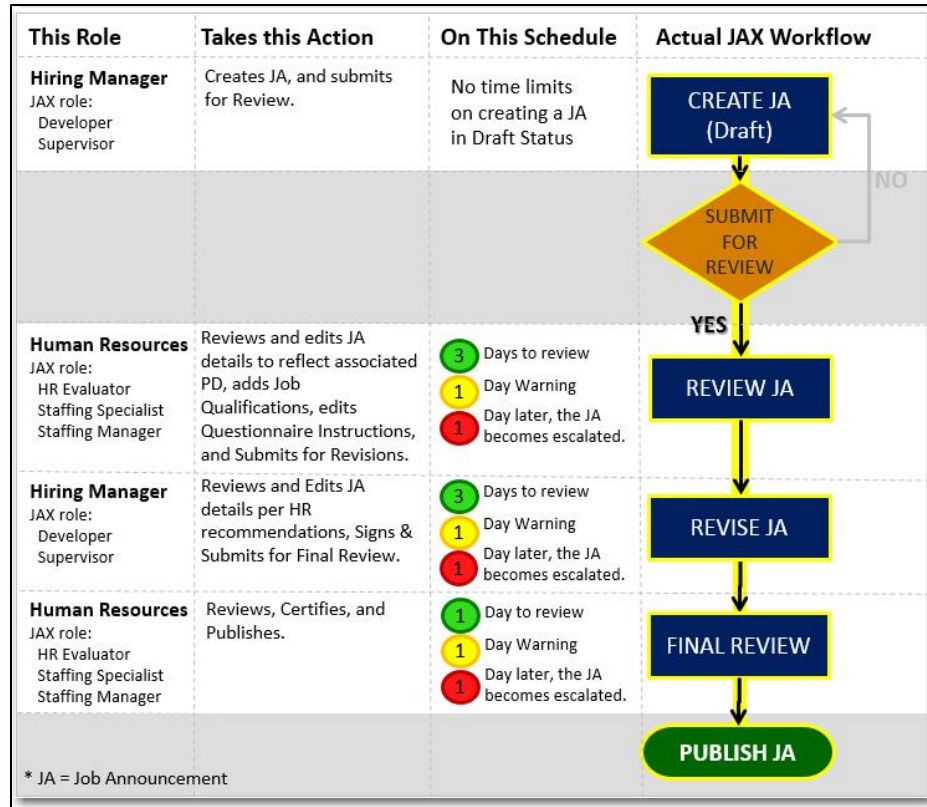 This Role
Takes this Action
On This Schedule
Actual JAX Workflow
Hiring Manager
JAX role:
Developer
Supervisor
Creates JA, and submits
for Review.
No time limits
on creating a JA
in Draft Status
CREATE JA
(Draft)
NO
SUBMIT
FOR
REVIEW
YES
Human Resources
JAX role:
HR Evaluator
Staffing Specialist
Staffing Manager
Reviews and edits JA
details to reflect associated
PD, adds Job
Qualifications, edits
Questionnaire Instructions,
and Submits for Revisions.
3 Days to review
1 Day Warning
1 Day later, the JA
becomes escalated.
REVIEW JA
Hiring Manager
JAX role:
Developer
Supervisor
Reviews and Edits JA
details per HR
recommendations, Signs &
Submits for Final Review.
3 Days to review
1 Day Warning
1 Day later, the JA
becomes escalated.
REVISE JA
Human Resources
JAX role:
HR Evaluator
Staffing Specialist
Staffing Manager
Reviews, Certifies, and
Publishes.
1 Day to review
1 Day Warning
1 Day later, the JA
becomes escalated.
FINAL REVIEW
PUBLISH JA
* JA = Job Announcement